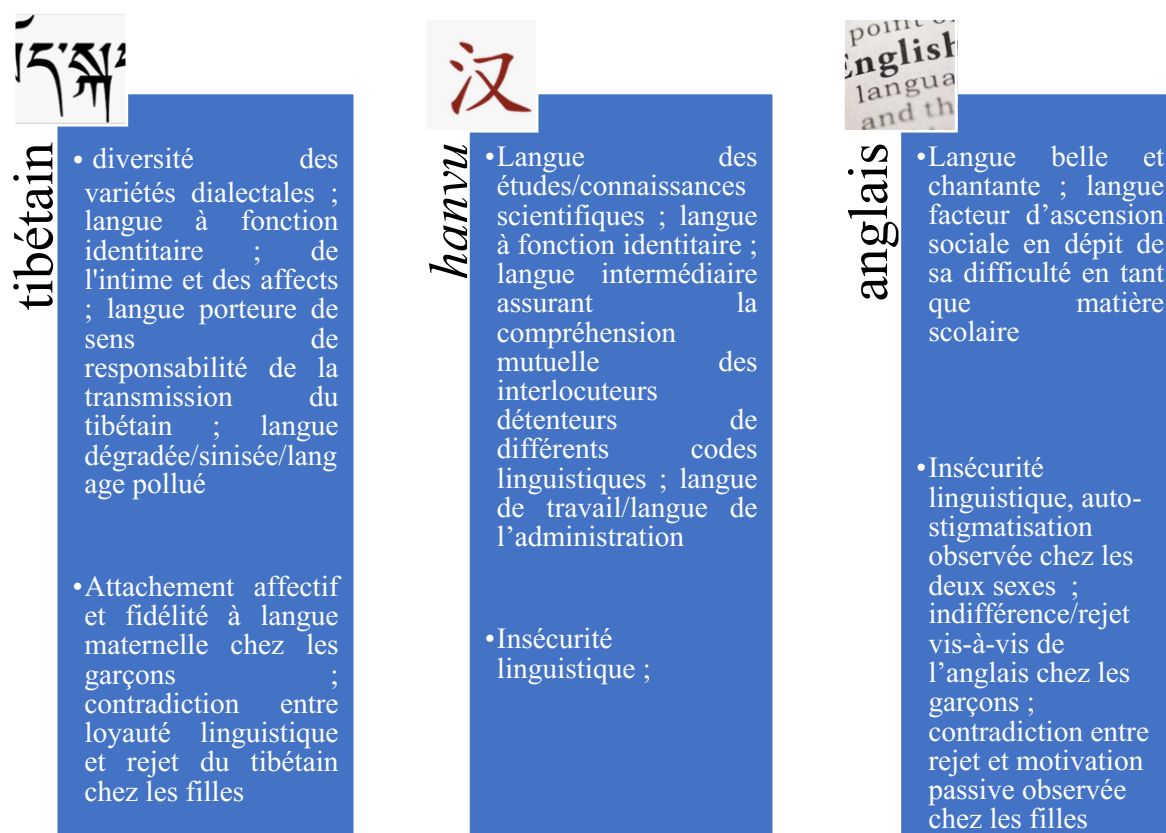 tibétain
• diversité des
variétés dialectales ;
langue à fonction
identitaire ; de
l'intime et des affects
; langue porteure de
sens de
responsabilité de la
transmission du
tibétain ; langue
dégradée/sinisée/lang
age pollué
•Attachement affectif
et fidélité à langue
maternelle chez les
garçons ;
contradiction entre
loyauté linguistique
et rejet du tibétain
chez les filles
汉
hanvu
•Langue des
études/connaissances
scientifiques ; langue
à fonction identitaire ;
langue intermédiaire
assurant la
compréhension
mutuelle des
interlocuteurs
détenteurs de
différents codes
linguistiques ; langue
de travail/langue de
l’administration
•Insécurité
linguistique ;
point
English
langua
and th
anglais
•Langue belle et
chantante ; langue
facteur d’ascension
sociale en dépit de
sa difficulté en tant
que matière
scolaire
•Insécurité
linguistique, auto-
stigmatisation
observée chez les
deux sexes ;
indifférence/rejet
vis-à-vis de
l’anglais chez les
garçons ;
contradiction entre
rejet et motivation
passive observée
chez les filles